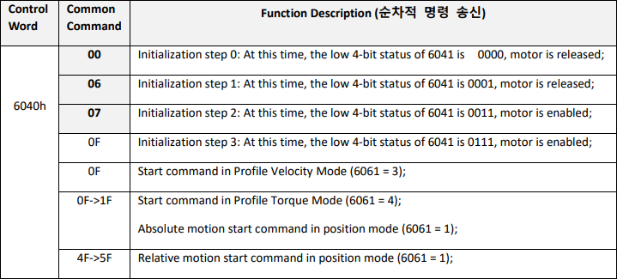 Control Word
Common Command
Function Description (순차적 명령 송신)
6040h
00 Initialization step 0: At this time, the low 4-bit status of 6041 is 0000, motor is released;
06 Initialization step 1: At this time, the low 4-bit status of 6041 is 0001, motor is released;
07 Initialization step 2: At this time, the low 4-bit status of 6041 is 0011, motor is enabled;
0F Initialization step 3: At this time, the low 4-bit status of 6041 is 0111, motor is enabled;
0F Start command in Profile Velocity Mode (6061 = 3);
0F->1F Start command in Profile Torque Mode (6061 = 4);
Absolute motion start command in position mode (6061 = 1);
4F->5F Relative motion start command in position mode (6061 = 1);